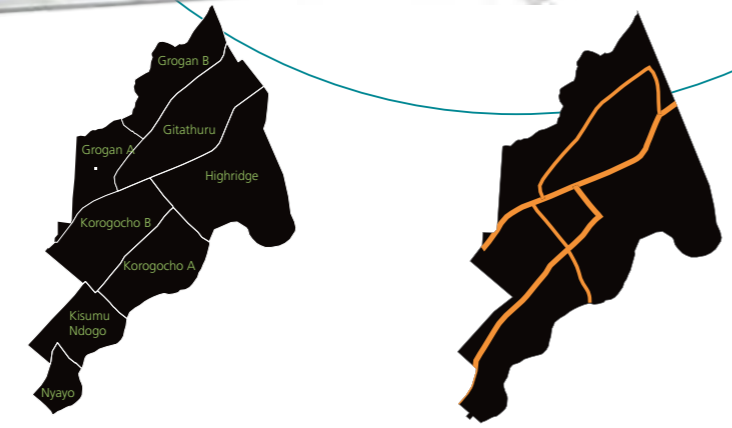 Grogan B
Gitathuru
Grogan A
Highridge
Korogocho B
Korogocho A
Kisumu
Ndogo
Nyayo